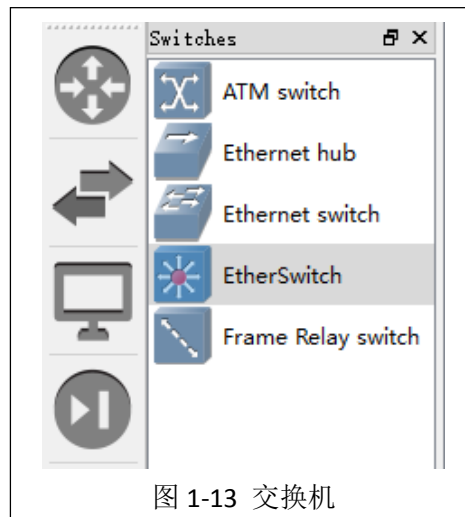 Switches
ATM switch
Ethernet hub
Ethernet switch
EtherSwitch
Frame Relay switch
图 1-13 交换机